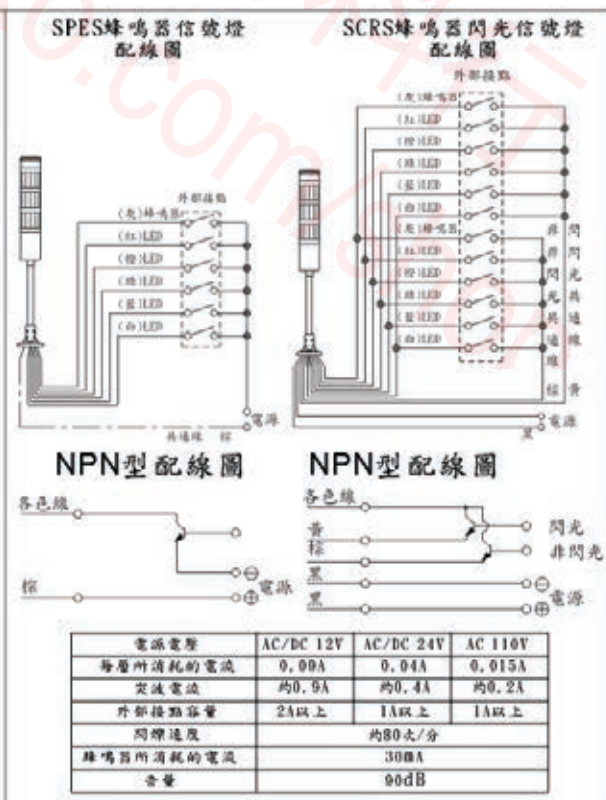 SPES蜂鳴器信號燈
配線圖
外部接點
(灰)蜂鳴器
(紅)LED
(橙)LED
(綠)LED
(藍)LED
(白)LED
電源
共通線 棕
SCRS蜂鳴器閃光信號燈
配線圖
外部接點
(灰)蜂鳴器
(紅)LED
(橙)LED
(綠)LED
(藍)LED
(白)LED
(灰)蜂鳴器
(紅)LED
(橙)LED
(綠)LED
(藍)LED
(白)LED
非閃光共通線
閃光共通線
棕 黃
電源
黑
NPN型配線圖
各色線
棕
⊖
⊕
電源
NPN型配線圖
各色線
黃
棕
黑
黑
閃光
非閃光
⊖
⊕
電源
電源電壓 AC/DC 12V AC/DC 24V AC 110V
每層所消耗的電流 0.09A 0.04A 0.015A
突波電流 約0.9A 約0.4A 約0.2A
外部接點容量 2A以上 1A以上 1A以上
閃爍速度 約80次/分
蜂鳴器所消耗的電流 30mA
音量 90dB